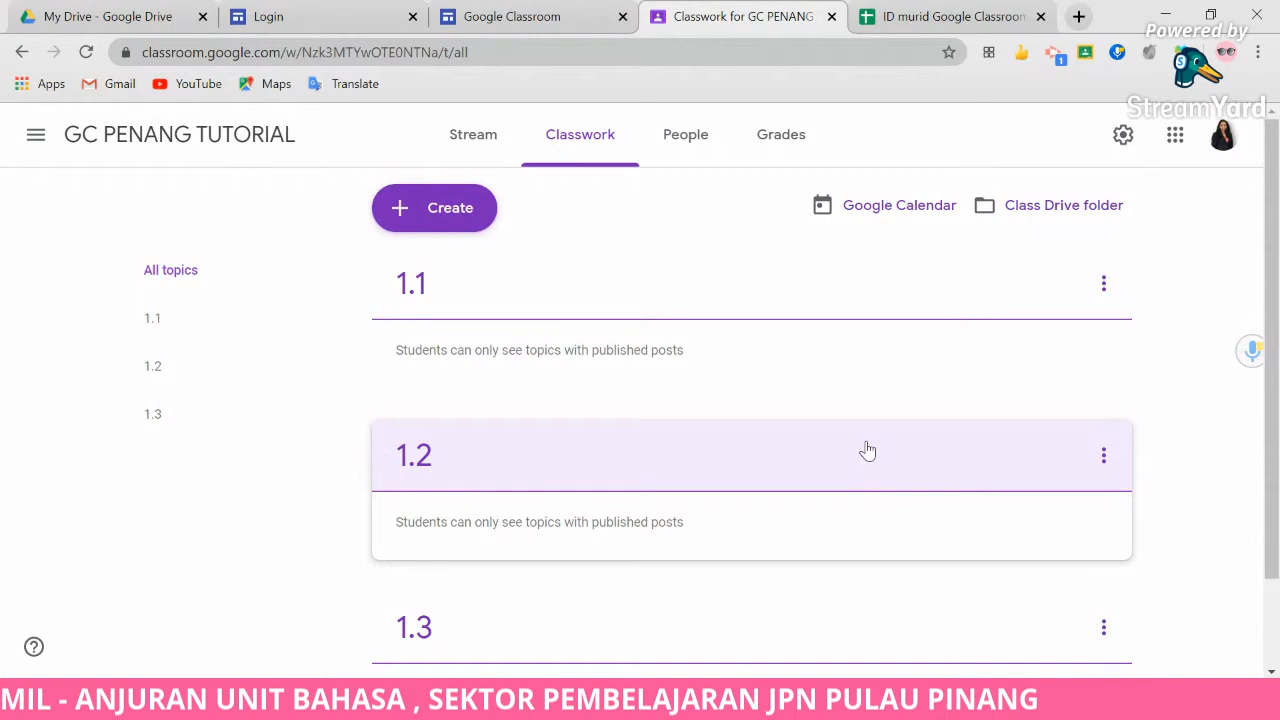 My Drive - Google Drive
Login
Google Classroom
Classwork for GC PENANG
ID murid Google Classroom
Powered by
StreamYard
classroom.google.com/w/Nzk3MTYwOTE0NTNa/t/all
1
Apps
Gmail
YouTube
Maps
Translate
GC PENANG TUTORIAL
Stream
Classwork
People
Grades
Create
Google Calendar
Class Drive folder
All topics
1.1
1.2
1.3
1.1
Students can only see topics with published posts
1.2
Students can only see topics with published posts
1.3
MIL - ANJURAN UNIT BAHASA , SEKTOR PEMBELAJARAN JPN PULAU PINANG